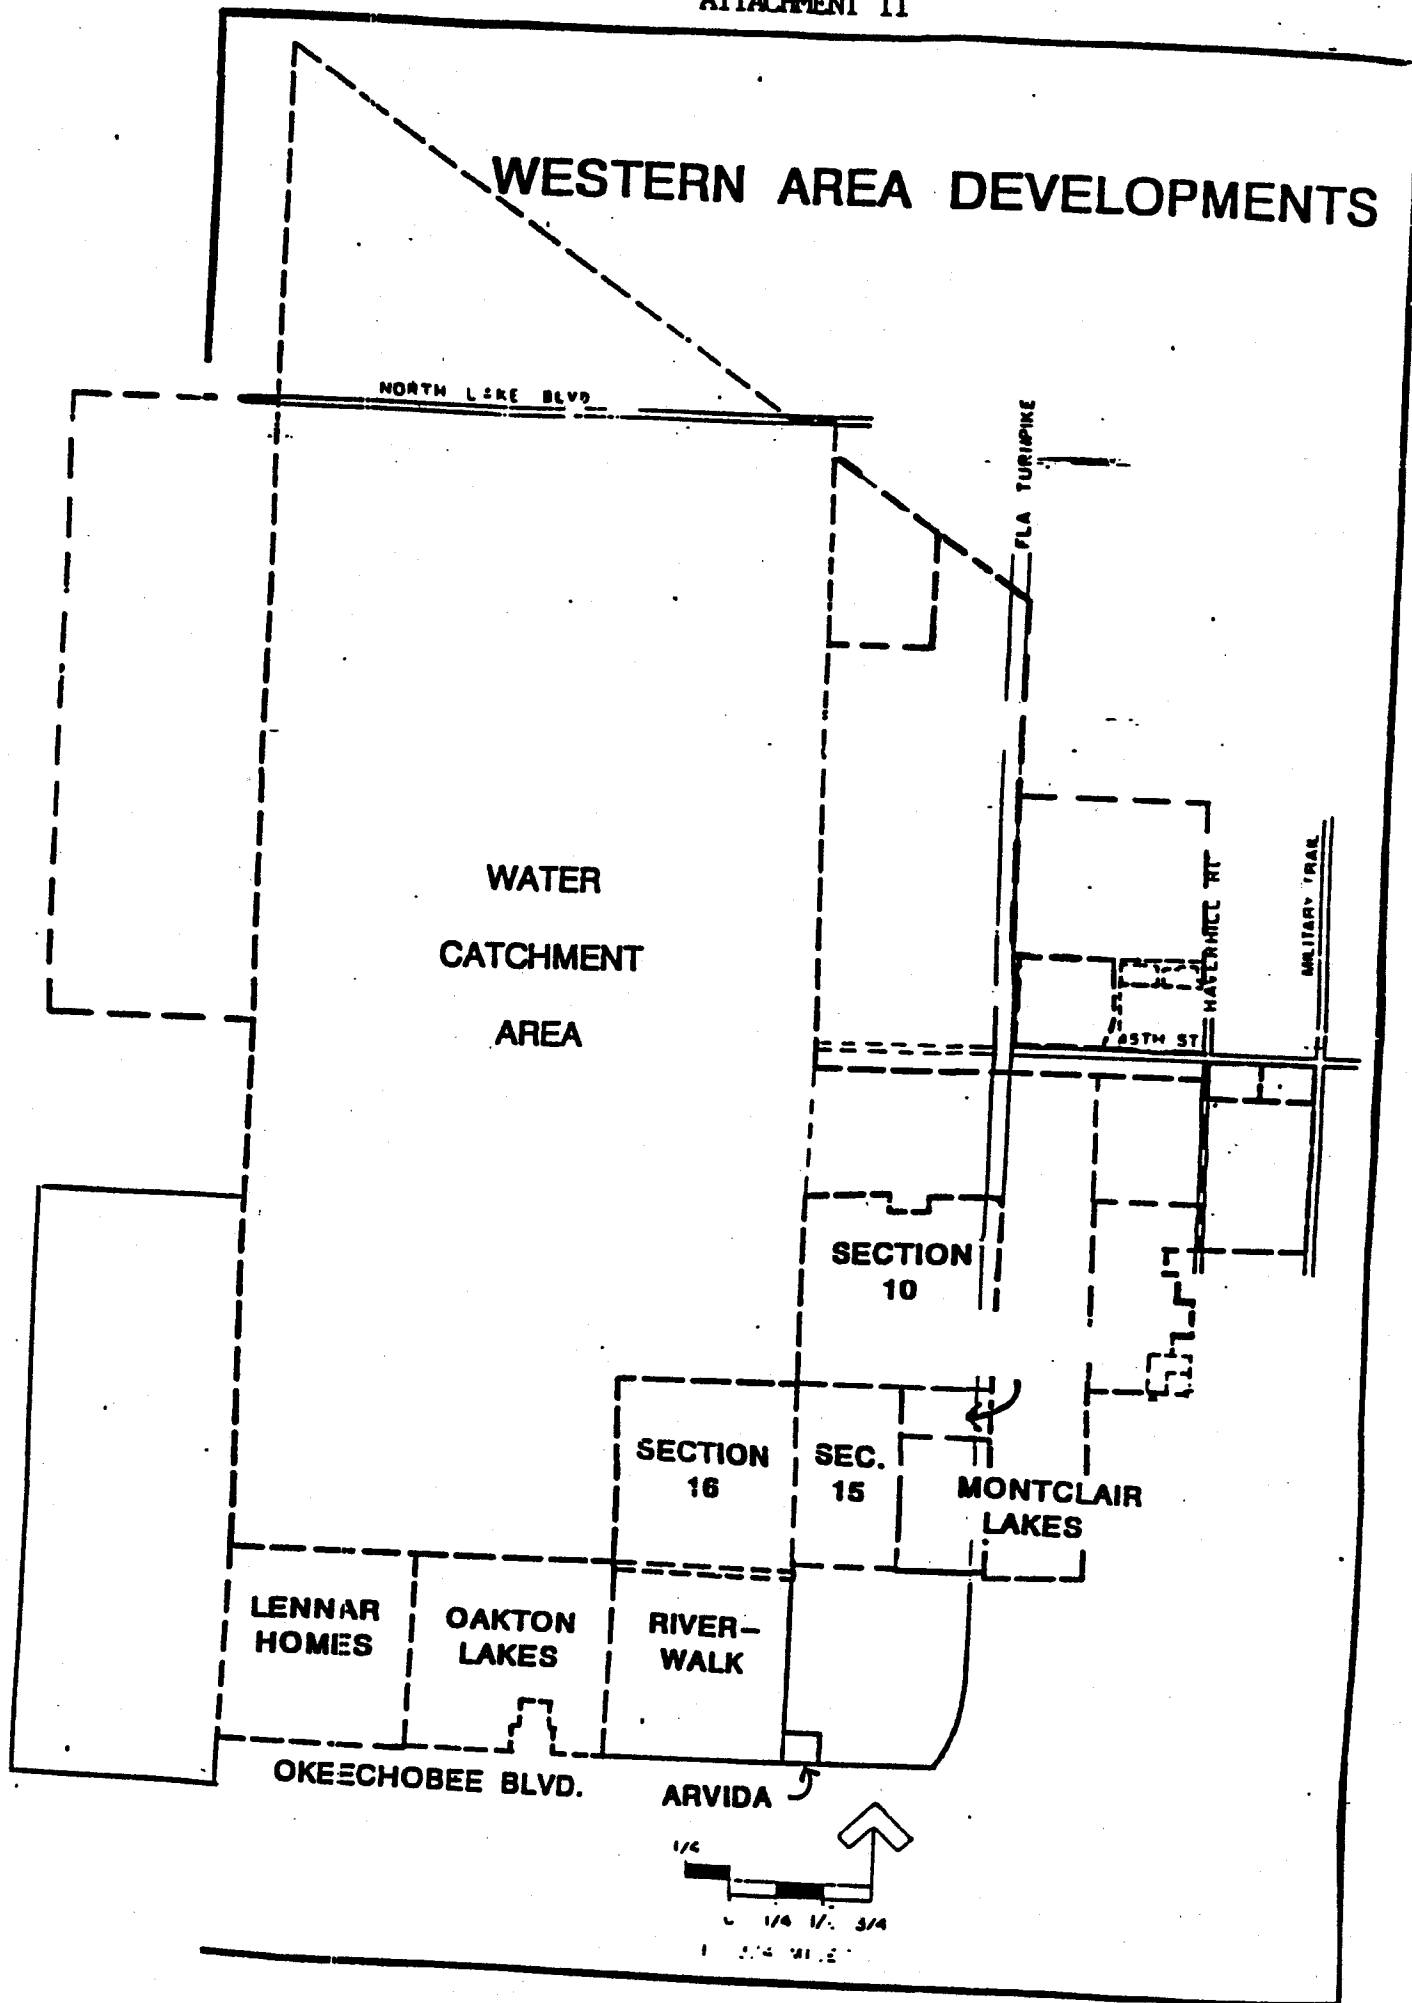 ATTACHMENT II
WESTERN AREA DEVELOPMENTS
NORTH LAKE BLVD
FLA TURNPIKE
WATER
CATCHMENT
AREA
HAVERHILL
MILITARY TRAIL
45TH ST
SECTION
10
SECTION
16
SEC.
15
MONTCLAIR
LAKES
LENNAR
HOMES
OAKTON
LAKES
RIVER-
WALK
OKEECHOBEE BLVD.
ARVIDA
1/4
1/4
3/4